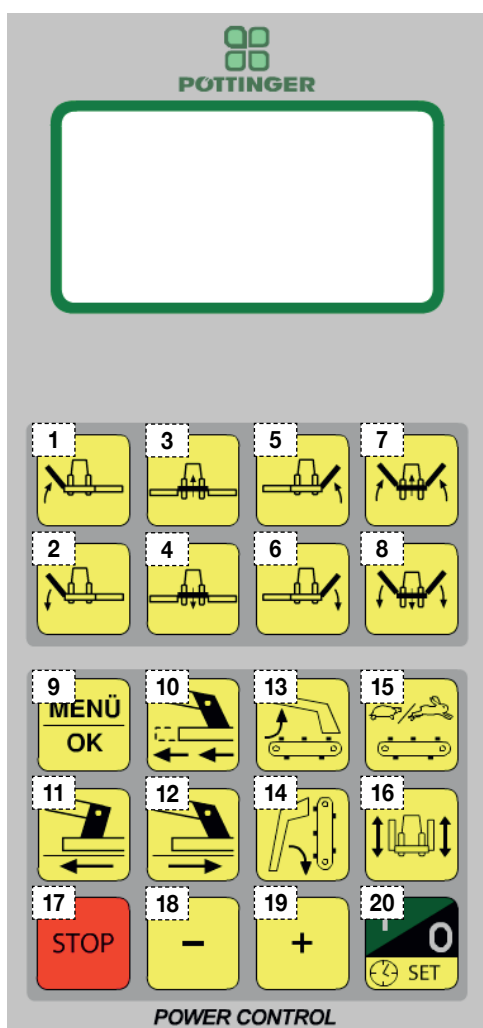 PÖTTINGER
1 3 5 7
2 4 6 8
9 10 13 15
MENÜ
OK
11 12 14 16
17 18 19 20
STOP - + I 0
SET
POWER CONTROL